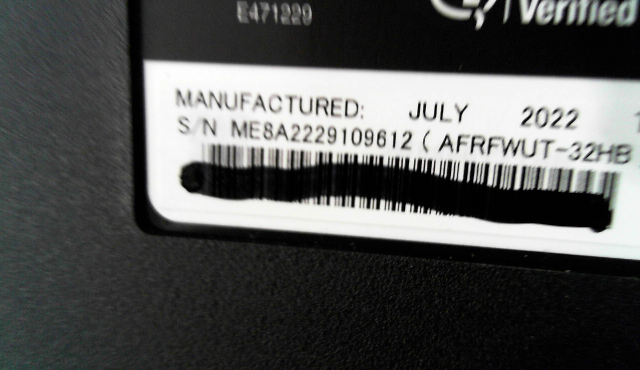 E471229
Verified
MANUFACTURED: JULY 2022
S/N ME8A2229109612 ( AFRFWUT-32HB